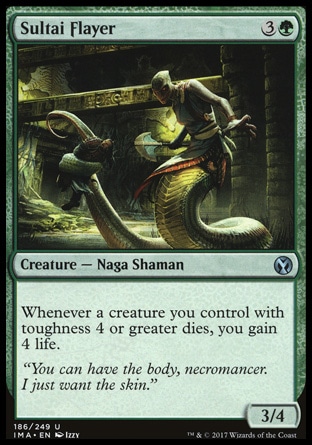 Sultai Flayer 3
Creature — Naga Shaman
Whenever a creature you control with
toughness 4 or greater dies, you gain
4 life.
“You can have the body, necromancer.
I just want the skin.”
3/4
186/249 U
IMA • EN Izzy
™ & © 2017 Wizards of the Coast